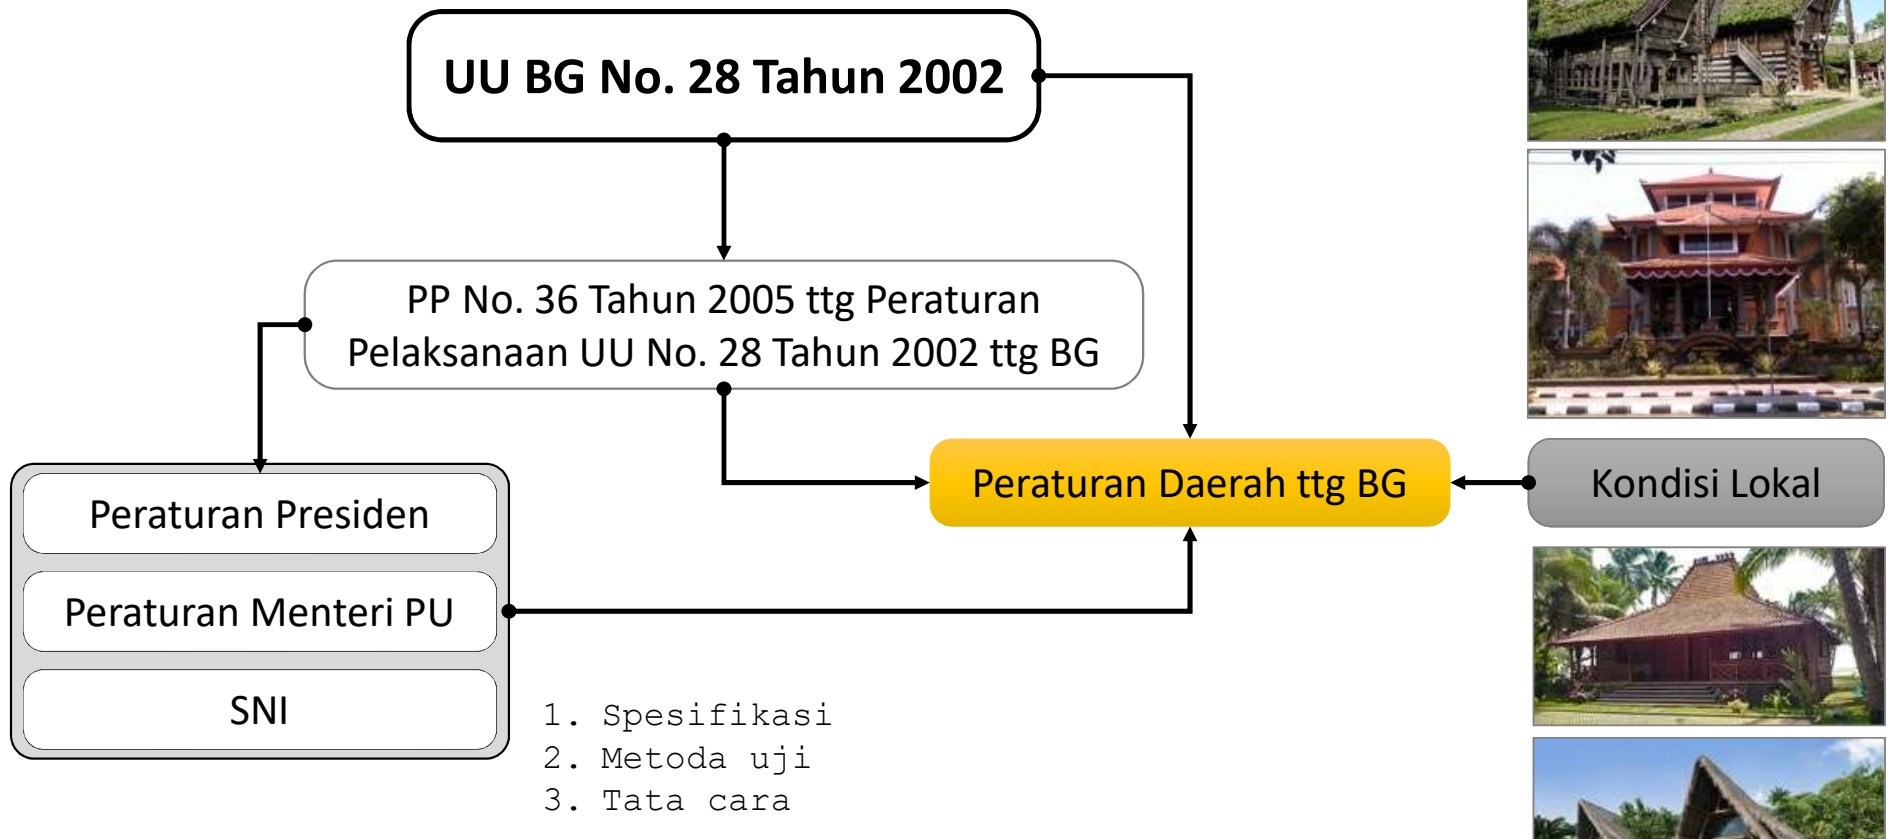 UU BG No. 28 Tahun 2002
PP No. 36 Tahun 2005 ttg Peraturan
Pelaksanaan UU No. 28 Tahun 2002 ttg BG
Peraturan Daerah ttg BG
Kondisi Lokal
Peraturan Presiden
Peraturan Menteri PU
SNI
1. Spesifikasi
2. Metoda uji
3. Tata cara